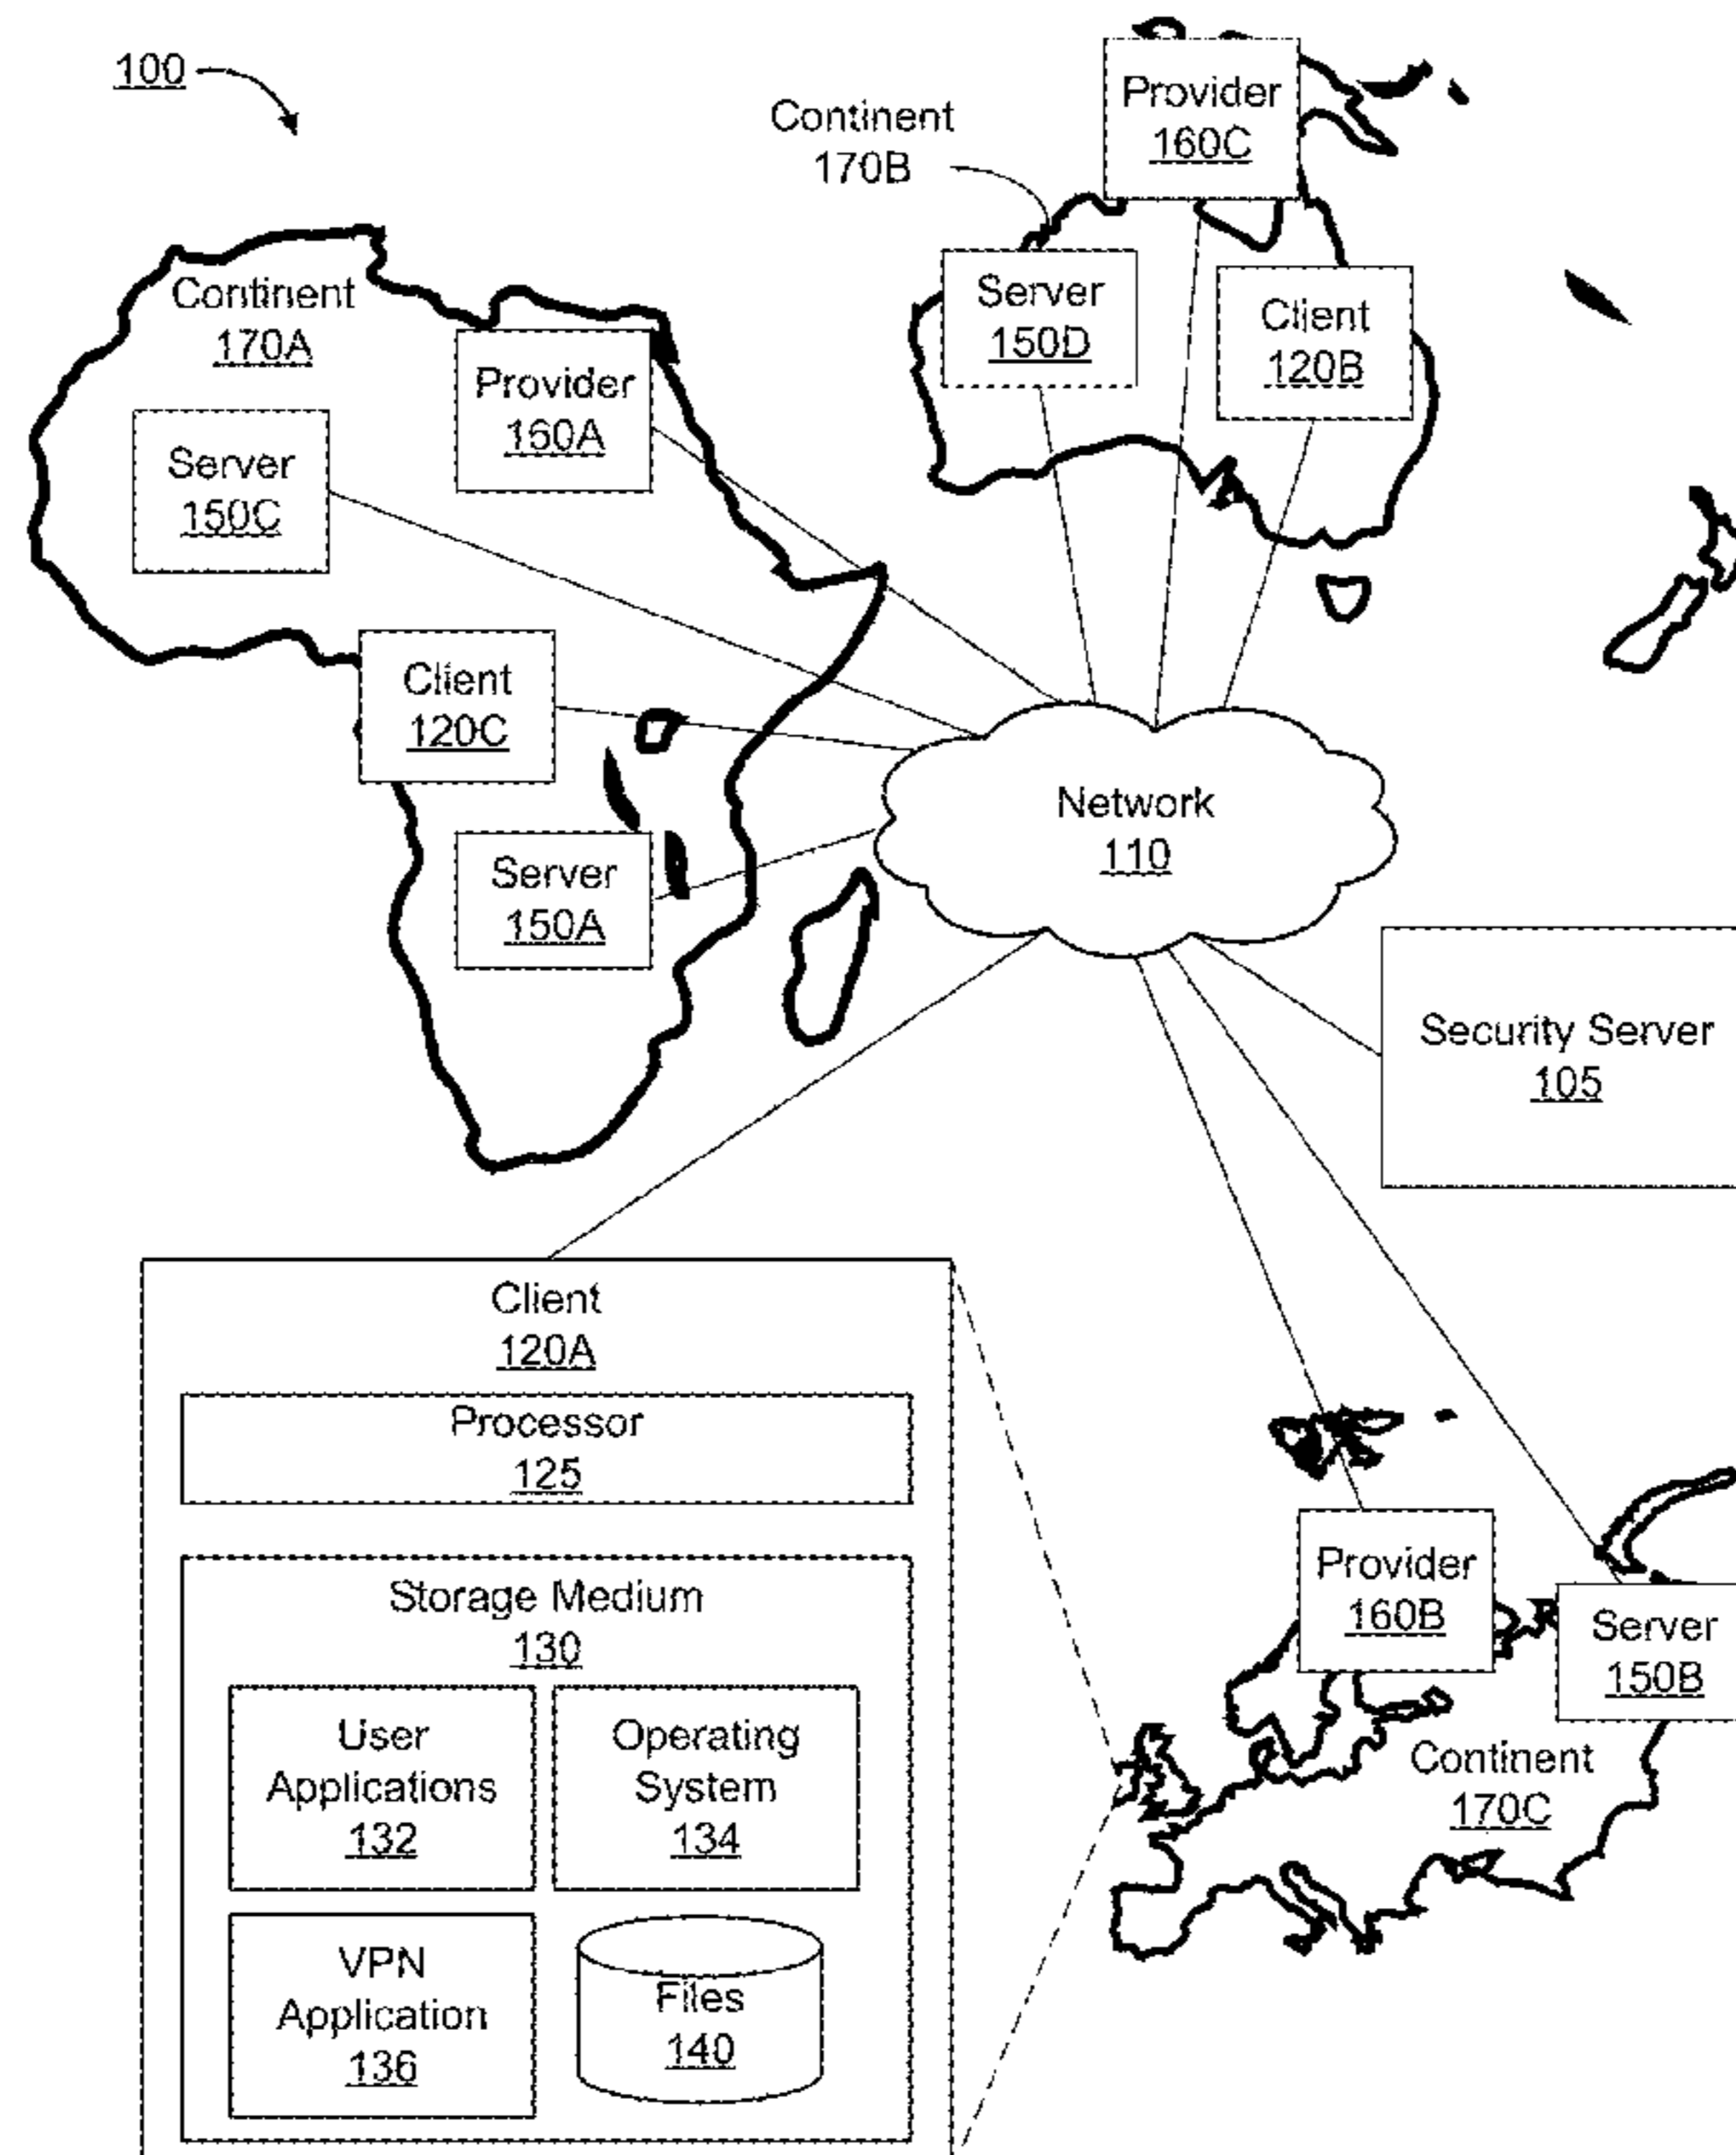 100
Continent
170B
Provider
160C
Continent
170A
Provider
160A
Server
150C
Server
150D
Client
120B
Client
120C
Server
150A
Network
110
Security Server
105
Client
120A
Processor
125
Storage Medium
130
User
Applications
132
Operating
System
134
VPN
Application
136
Files
140
Provider
160B
Server
150B
Continent
170C